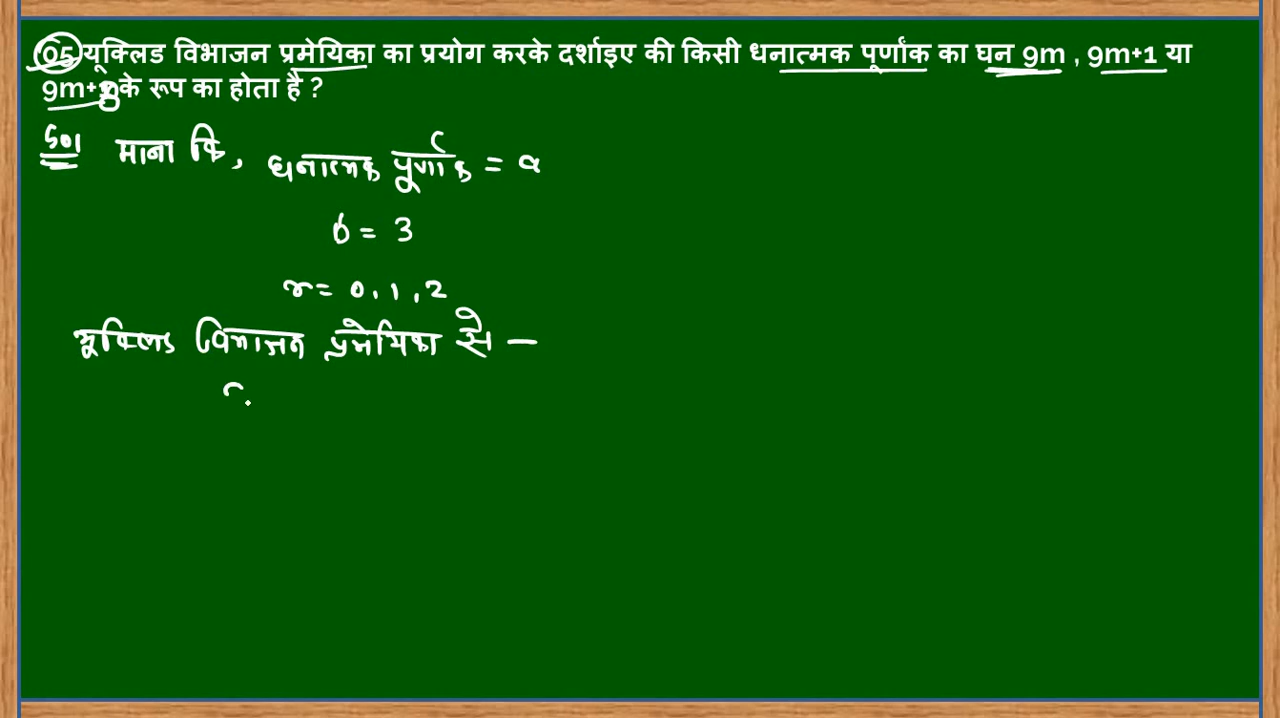 05 यूक्लिड विभाजन प्रमेयिका का प्रयोग करके दर्शाइए की किसी धनात्मक पूर्णांक का घन 9m , 9m+1 या
9m+8 के रूप का होता है ?
Sol माना कि, धनात्मक पूर्णांक = a
b = 3
r = 0, 1, 2
यूक्लिड विभाजन प्रमेयिका से —